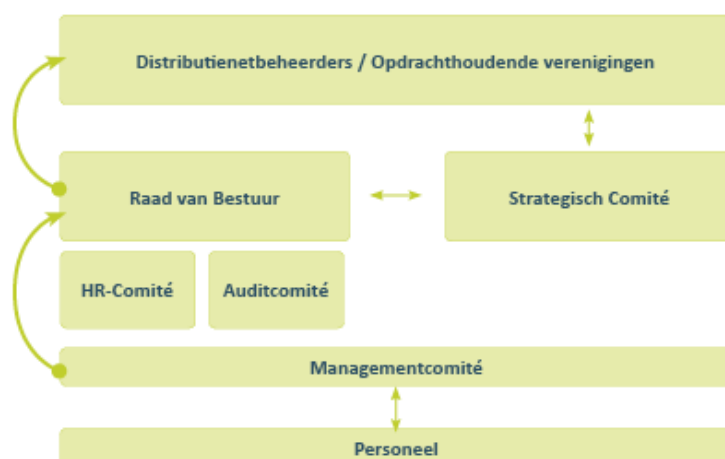 Distributienetbeheerders / Opdrachthoudende verenigingen
Raad van Bestuur
Strategisch Comité
HR-Comité
Auditcomité
Managementcomité
Personeel